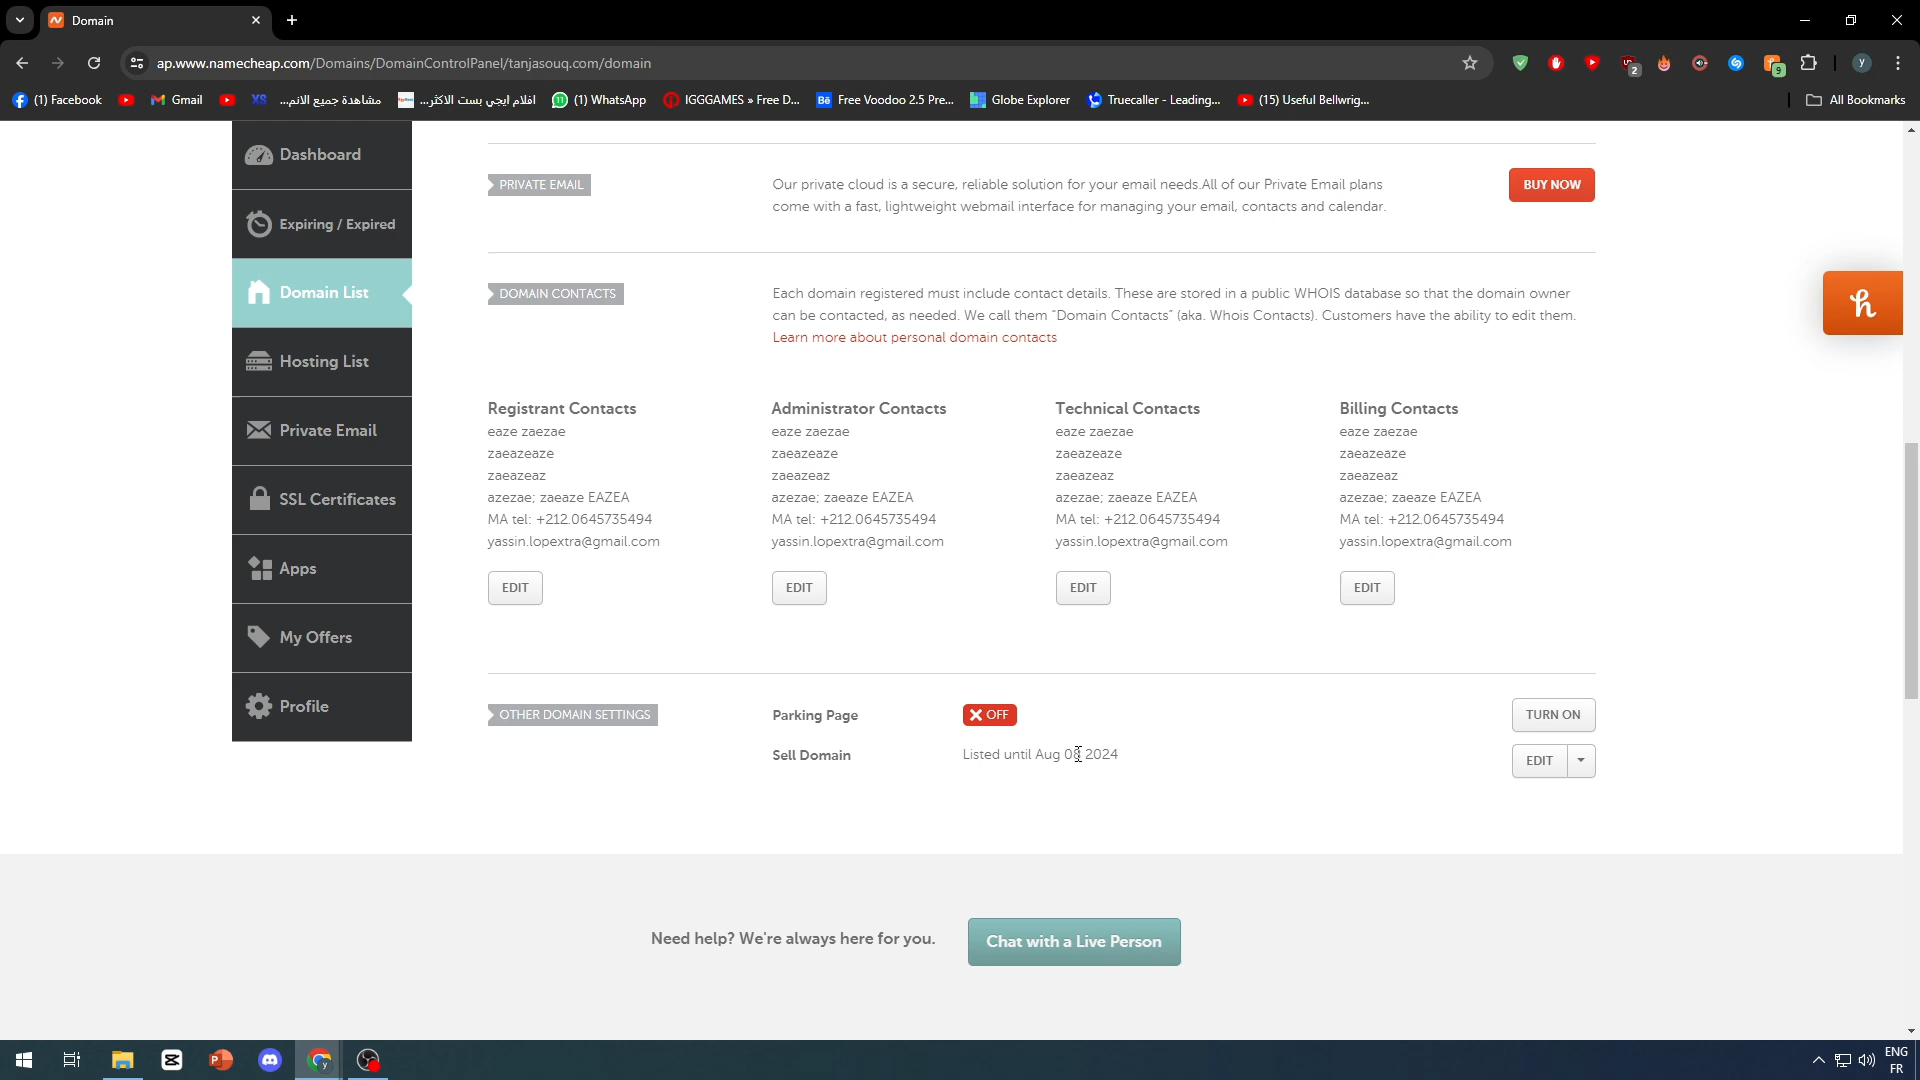 Domain
ap.www.namecheap.com/Domains/DomainControlPanel/tanjasouq.com/domain
2
9
y
(1) Facebook
Gmail
XS
مشاهدة جميع الانم...
افلام ايجي بست الاكثر...
(1) WhatsApp
IGGGAMES » Free D...
Free Voodoo 2.5 Pre...
Globe Explorer
Truecaller - Leading...
(15) Useful Bellwrig...
All Bookmarks
Dashboard
Expiring / Expired
Domain List
Hosting List
Private Email
SSL Certificates
Apps
My Offers
Profile
PRIVATE EMAIL
Our private cloud is a secure, reliable solution for your email needs.All of our Private Email plans
come with a fast, lightweight webmail interface for managing your email, contacts and calendar.
BUY NOW
DOMAIN CONTACTS
Each domain registered must include contact details. These are stored in a public WHOIS database so that the domain owner
can be contacted, as needed. We call them "Domain Contacts" (aka. Whois Contacts). Customers have the ability to edit them.
Learn more about personal domain contacts
Registrant Contacts
eaze zaezae
zaeazeaze
zaeazeaz
azezae; zaeaze EAZEA
MA tel: +212.0645735494
yassin.lopextra@gmail.com
EDIT
Administrator Contacts
eaze zaezae
zaeazeaze
zaeazeaz
azezae; zaeaze EAZEA
MA tel: +212.0645735494
yassin.lopextra@gmail.com
EDIT
Technical Contacts
eaze zaezae
zaeazeaze
zaeazeaz
azezae; zaeaze EAZEA
MA tel: +212.0645735494
yassin.lopextra@gmail.com
EDIT
Billing Contacts
eaze zaezae
zaeazeaze
zaeazeaz
azezae; zaeaze EAZEA
MA tel: +212.0645735494
yassin.lopextra@gmail.com
EDIT
OTHER DOMAIN SETTINGS
Parking Page
OFF
TURN ON
Sell Domain
Listed until Aug 08 2024
EDIT
Need help? We're always here for you.
Chat with a Live Person
ENG
FR